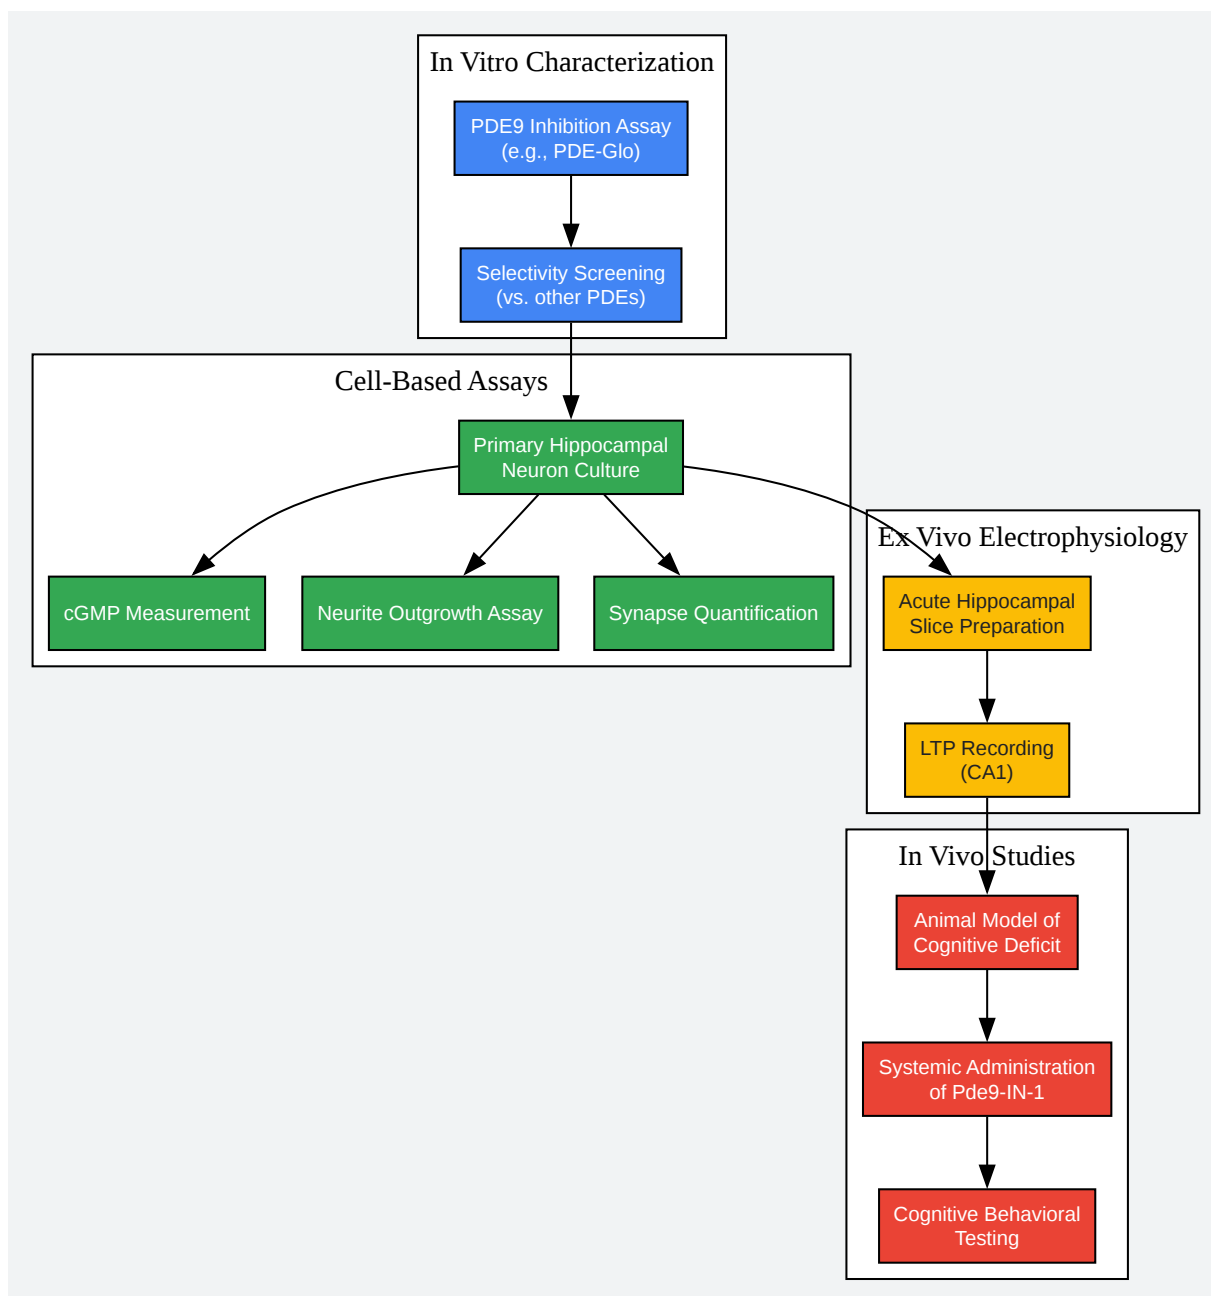 In Vitro Characterization
PDE9 Inhibition Assay
(e.g., PDE-Glo)
Selectivity Screening
(vs. other PDEs)
Cell-Based Assays
Primary Hippocampal
Neuron Culture
cGMP Measurement
Neurite Outgrowth Assay
Synapse Quantification
Ex Vivo Electrophysiology
Acute Hippocampal
Slice Preparation
LTP Recording
(CA1)
In Vivo Studies
Animal Model of
Cognitive Deficit
Systemic Administration
of Pde9-IN-1
Cognitive Behavioral
Testing